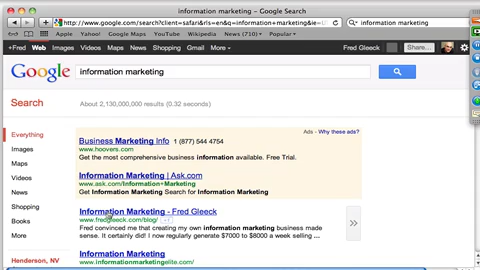 information marketing - Google Search
http://www.google.com/search?client=safari&rls=en&q=information+marketing&ie=U
information marketing
Apple Yahoo! Google Maps YouTube Wikipedia News (710) Popular
+Fred Web Images Videos Maps News Shopping Gmail More Fred Gleeck Share...
Google
information marketing
Search
About 2,130,000,000 results (0.32 seconds)
Everything
Images
Maps
Videos
News
Shopping
Books
More
Henderson, NV
Ads - Why these ads?
Business Marketing Info 1 (877) 544 4754
www.hoovers.com
Get the most comprehensive business information available. Free Trial.
Information Marketing | Ask.com
www.ask.com/Information+Marketing
Get Information Marketing Search for Information Marketing
Information Marketing - Fred Gleeck
www.fredgleeck.com/blog/
Fred convinced me that creating my own information marketing business made
sense. It certainly did! I now regularly generate $7000 to $8000 a week selling ...
Information Marketing
www.informationmarketingelite.com/